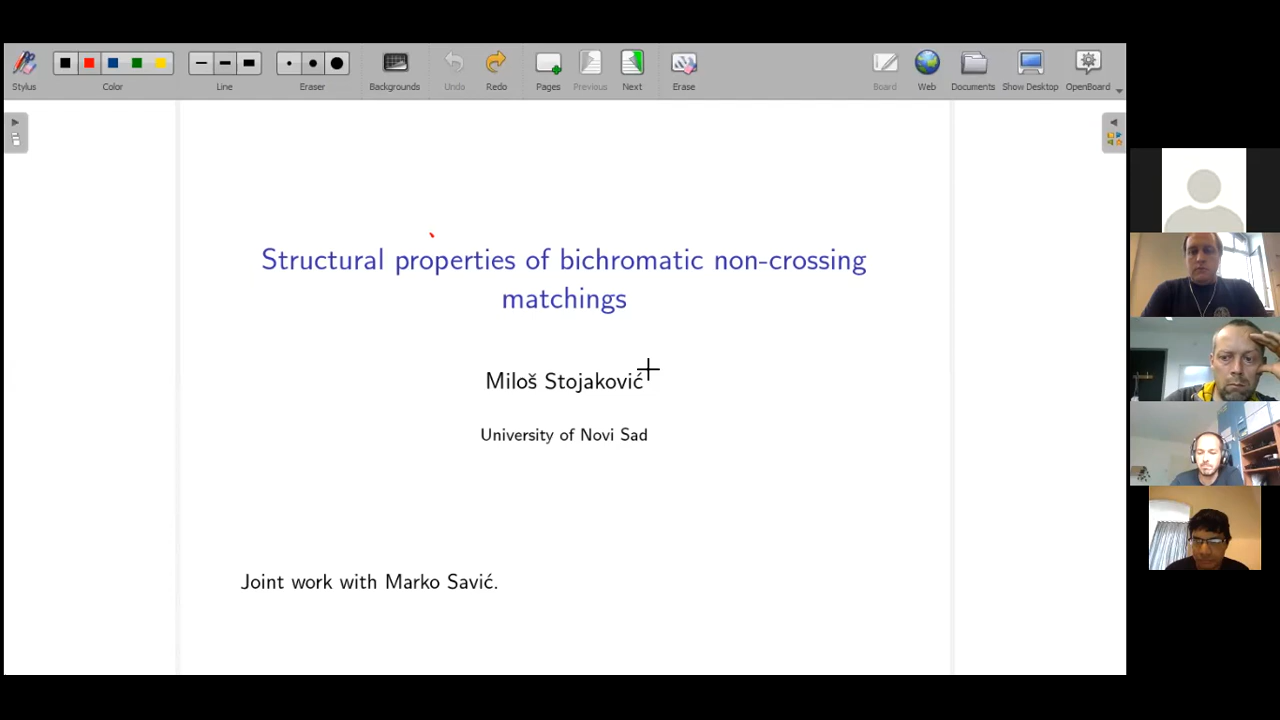 Stylus
Color
Line
Eraser
Backgrounds
Undo
Redo
Pages
Previous
Next
Erase
Board
Web
Documents
Show Desktop
OpenBoard
Structural properties of bichromatic non-crossing
matchings
Miloš Stojaković
University of Novi Sad
Joint work with Marko Savić.